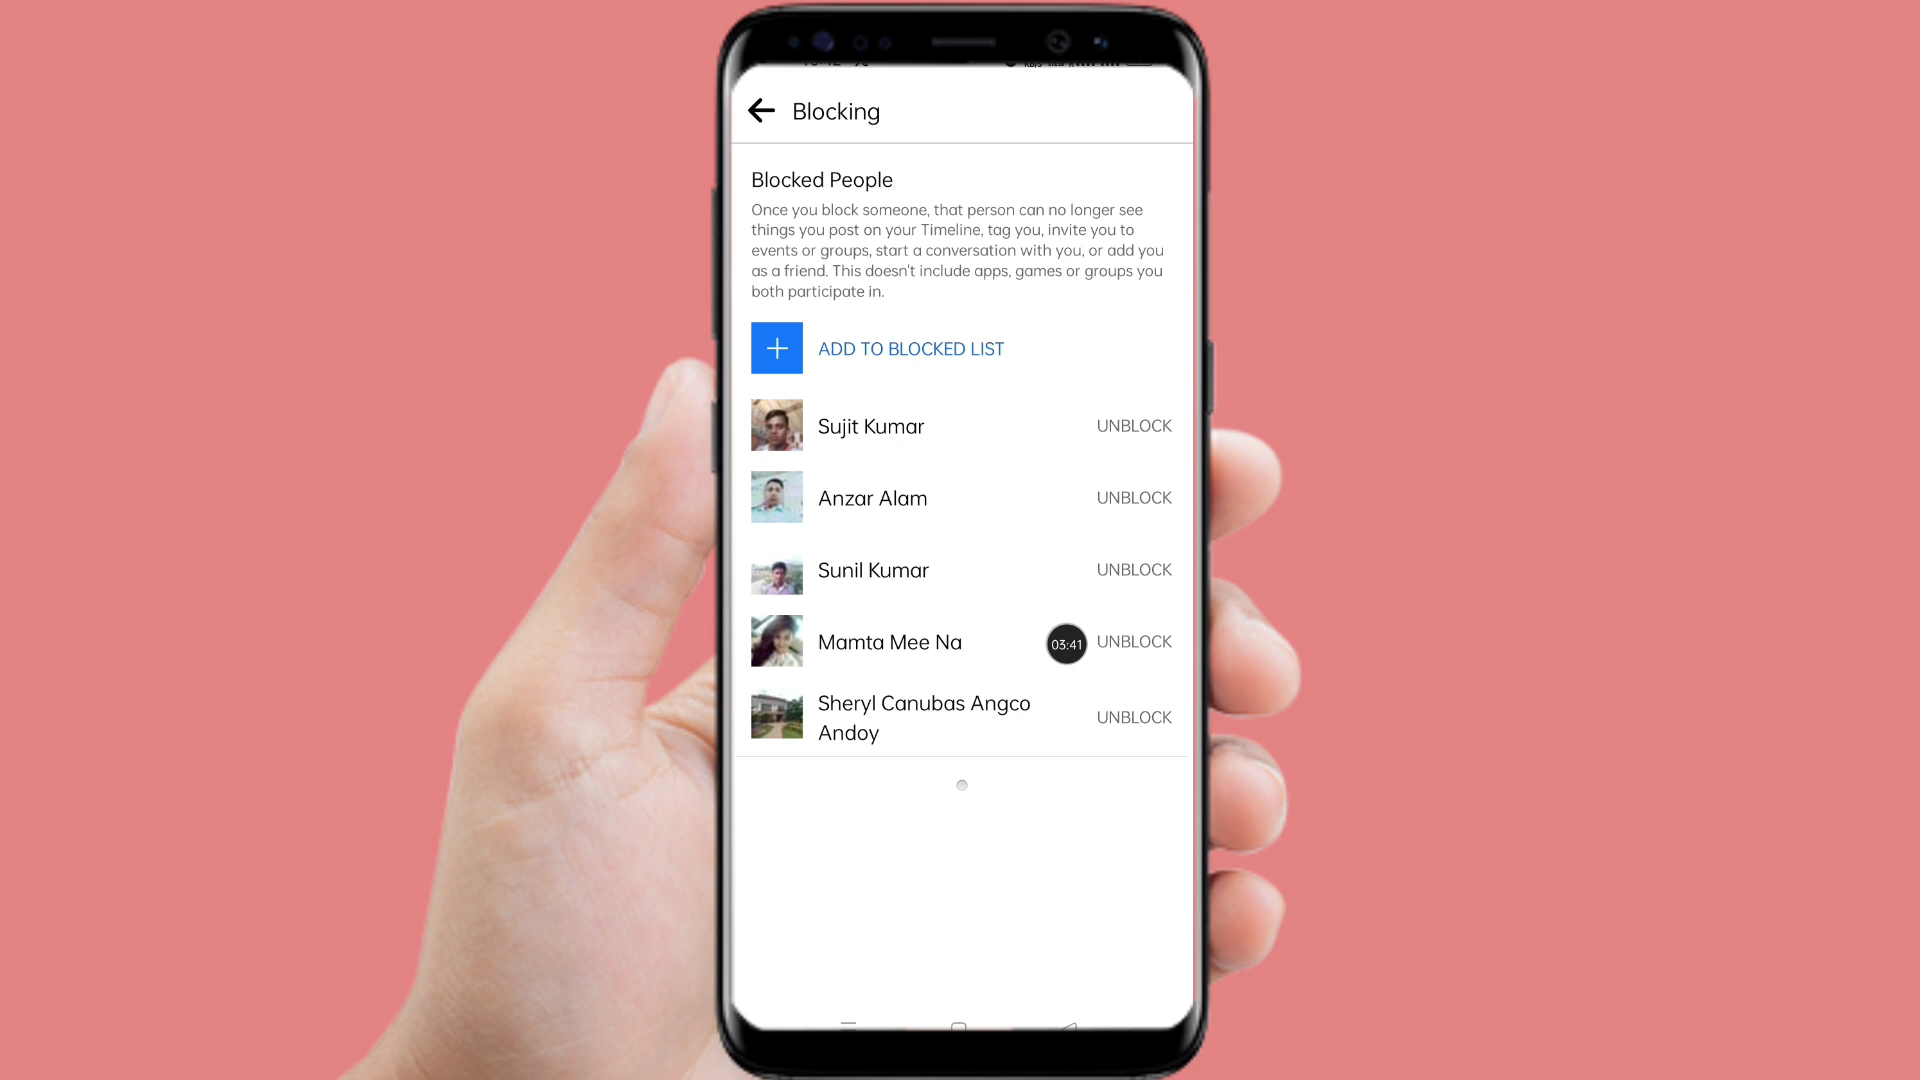 Blocking
Blocked People
Once you block someone, that person can no longer see
things you post on your Timeline, tag you, invite you to
events or groups, start a conversation with you, or add you
as a friend. This doesn't include apps, games or groups you
both participate in.
ADD TO BLOCKED LIST
Sujit Kumar UNBLOCK
Anzar Alam UNBLOCK
Sunil Kumar UNBLOCK
Mamta Mee Na 03:41 UNBLOCK
Sheryl Canubas Angco
Andoy UNBLOCK